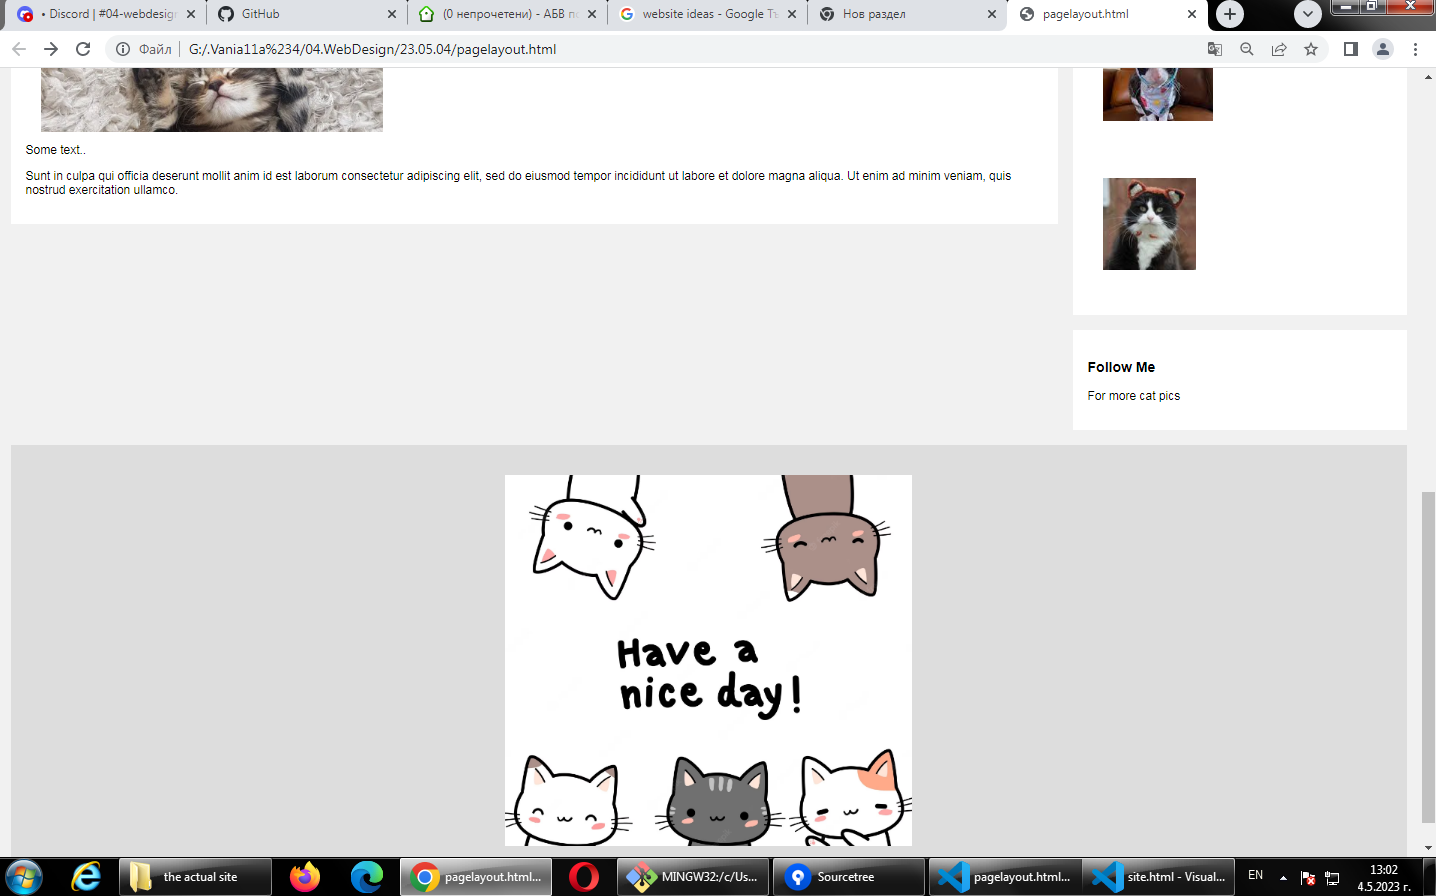 • Discord | #04-webdesign
GitHub
(0 непрочетени) - АБВ по
website ideas - Google Тъ
Нов раздел
pagelayout.html
Файл
G:/.Vania11a%234/04.WebDesign/23.05.04/pagelayout.html
Some text..
Sunt in culpa qui officia deserunt mollit anim id est laborum consectetur adipiscing elit, sed do eiusmod tempor incididunt ut labore et dolore magna aliqua. Ut enim ad minim veniam, quis
nostrud exercitation ullamco.
Follow Me
For more cat pics
Have a
nice day!
the actual site
pagelayout.html...
MINGW32:/c/Us...
Sourcetree
pagelayout.html...
site.html - Visual...
EN
13:02
4.5.2023 г.